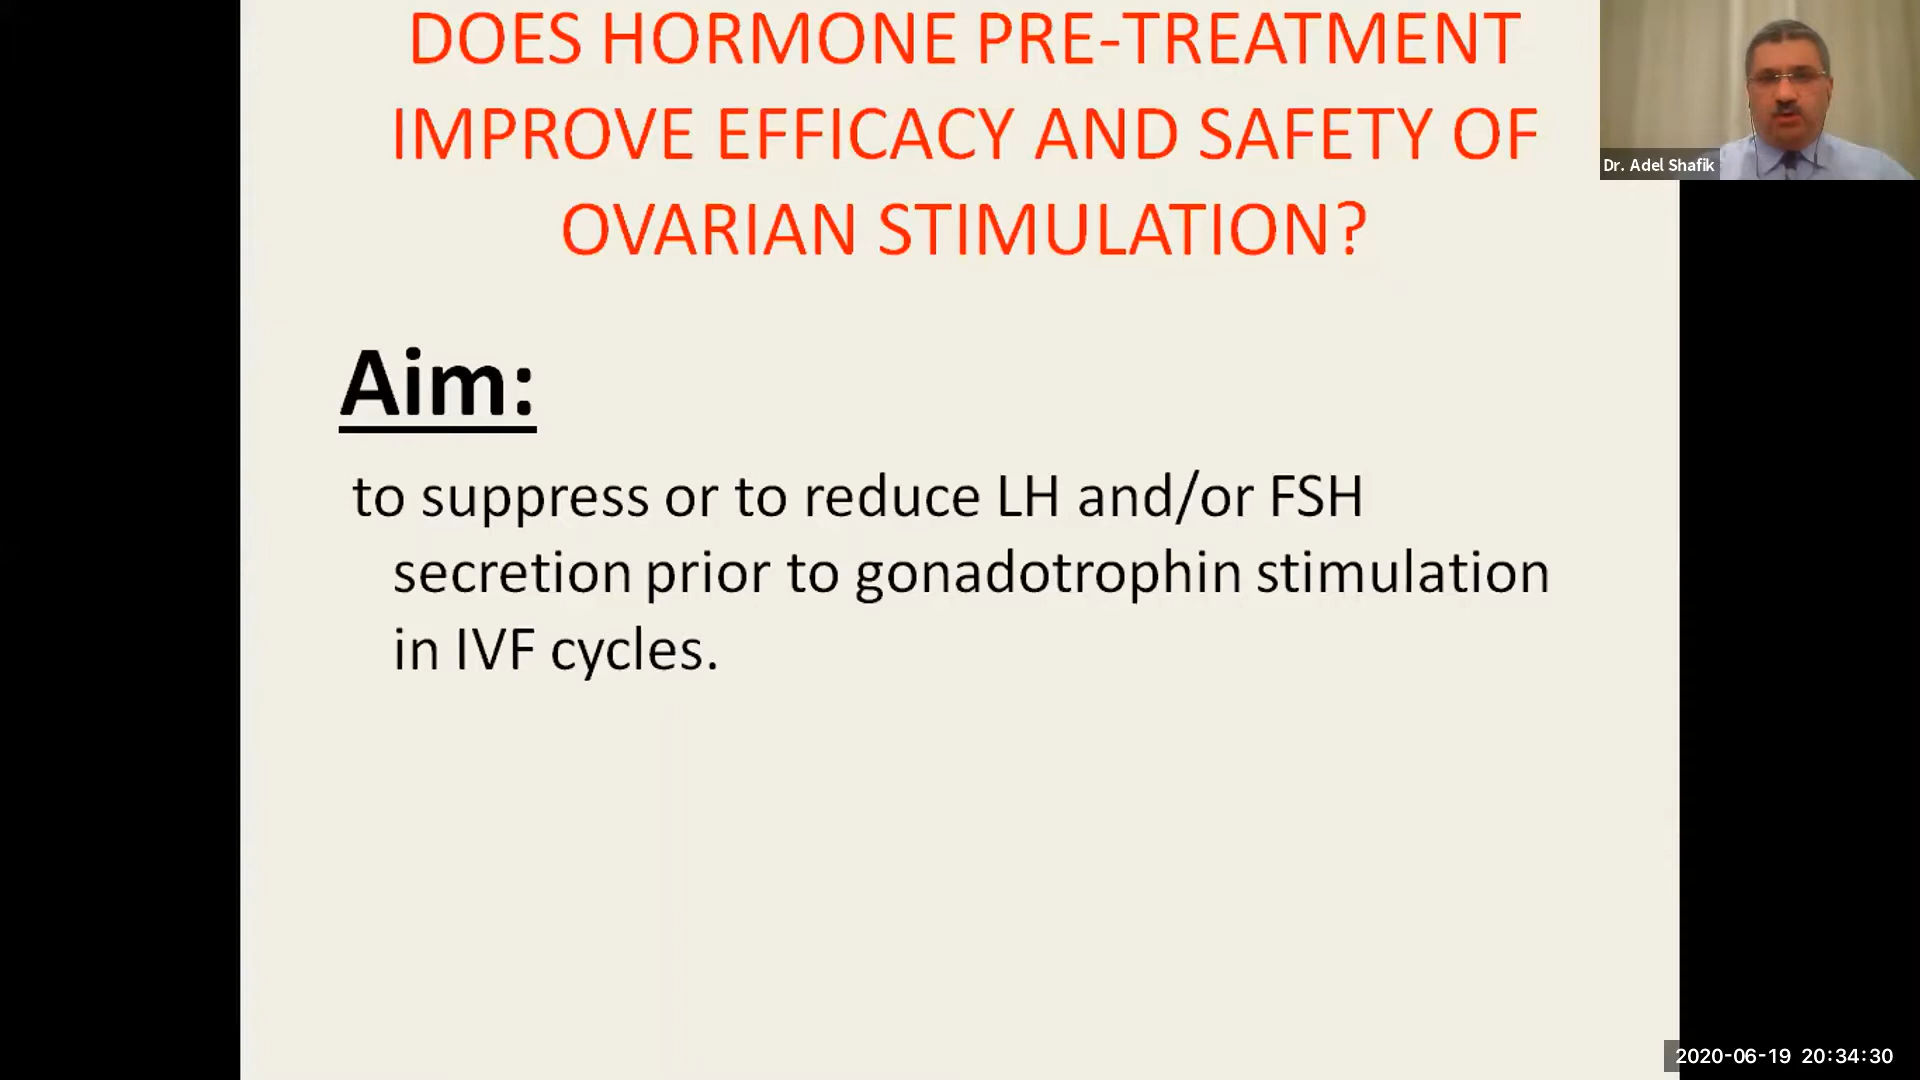 DOES HORMONE PRE-TREATMENT
IMPROVE EFFICACY AND SAFETY OF
OVARIAN STIMULATION?
Dr. Adel Shafik
Aim:
to suppress or to reduce LH and/or FSH
secretion prior to gonadotrophin stimulation
in IVF cycles.
2020-06-19 20:34:30